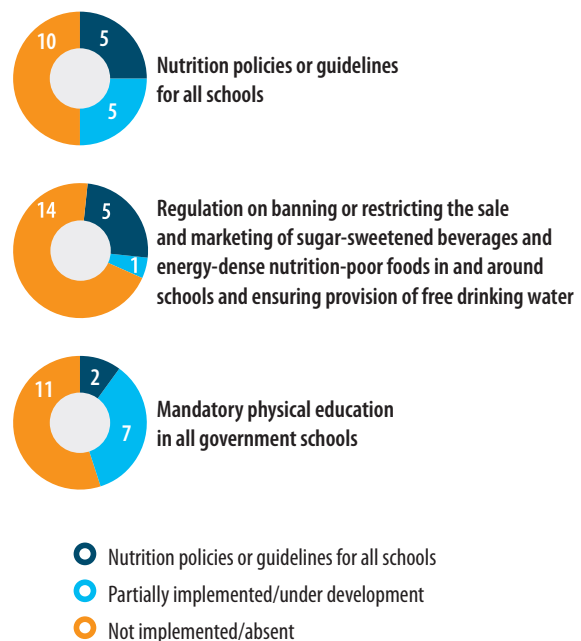 10
5
5
Nutrition policies or guidelines
for all schools
14
5
1
Regulation on banning or restricting the sale
and marketing of sugar-sweetened beverages and
energy-dense nutrition-poor foods in and around
schools and ensuring provision of free drinking water
11
2
7
Mandatory physical education
in all government schools
Nutrition policies or guidelines for all schools
Partially implemented/under development
Not implemented/absent